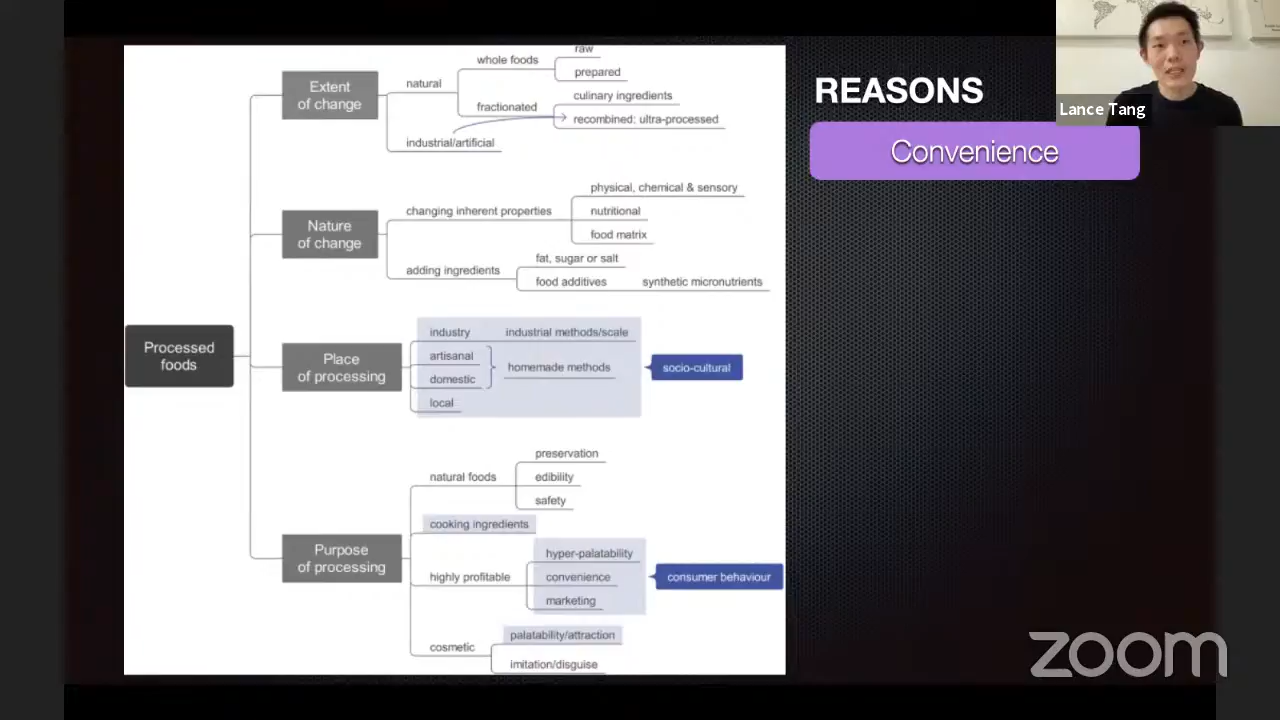 raw
whole foods
prepared
Extent
of change
natural
culinary ingredients
fractionated
recombined: ultra-processed
industrial/artificial
physical, chemical & sensory
Nature
of change
changing inherent properties
nutritional
food matrix
fat, sugar or salt
adding ingredients
food additives
synthetic micronutrients
Processed
foods
Place
of processing
industry
industrial methods/scale
artisanal
homemade methods
domestic
local
socio-cultural
preservation
natural foods
edibility
safety
cooking ingredients
Purpose
of processing
hyper-palatability
highly profitable
convenience
marketing
consumer behaviour
palatability/attraction
cosmetic
imitation/disguise
REASONS
Convenience
Lance Tang
zoom